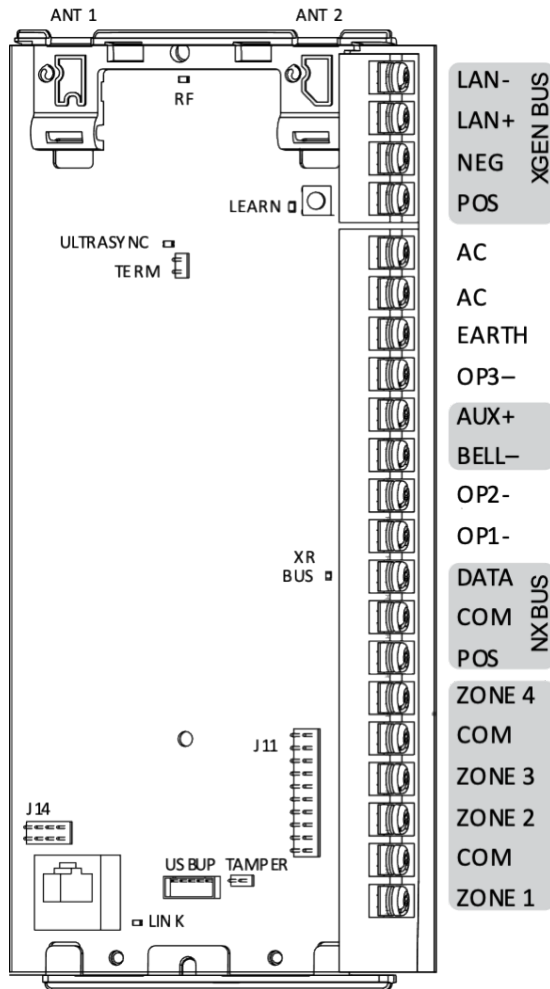 ANT 1
ANT 2
RF
LEARN
ULTRASYNC
TERM
XR
BUS
J11
J14
USBUP
TAMPER
LINK
LAN-
LAN+
NEG
POS
XGEN BUS
AC
AC
EARTH
OP3–
AUX+
BELL–
OP2-
OP1-
DATA
COM
POS
NX BUS
ZONE 4
COM
ZONE 3
ZONE 2
COM
ZONE 1